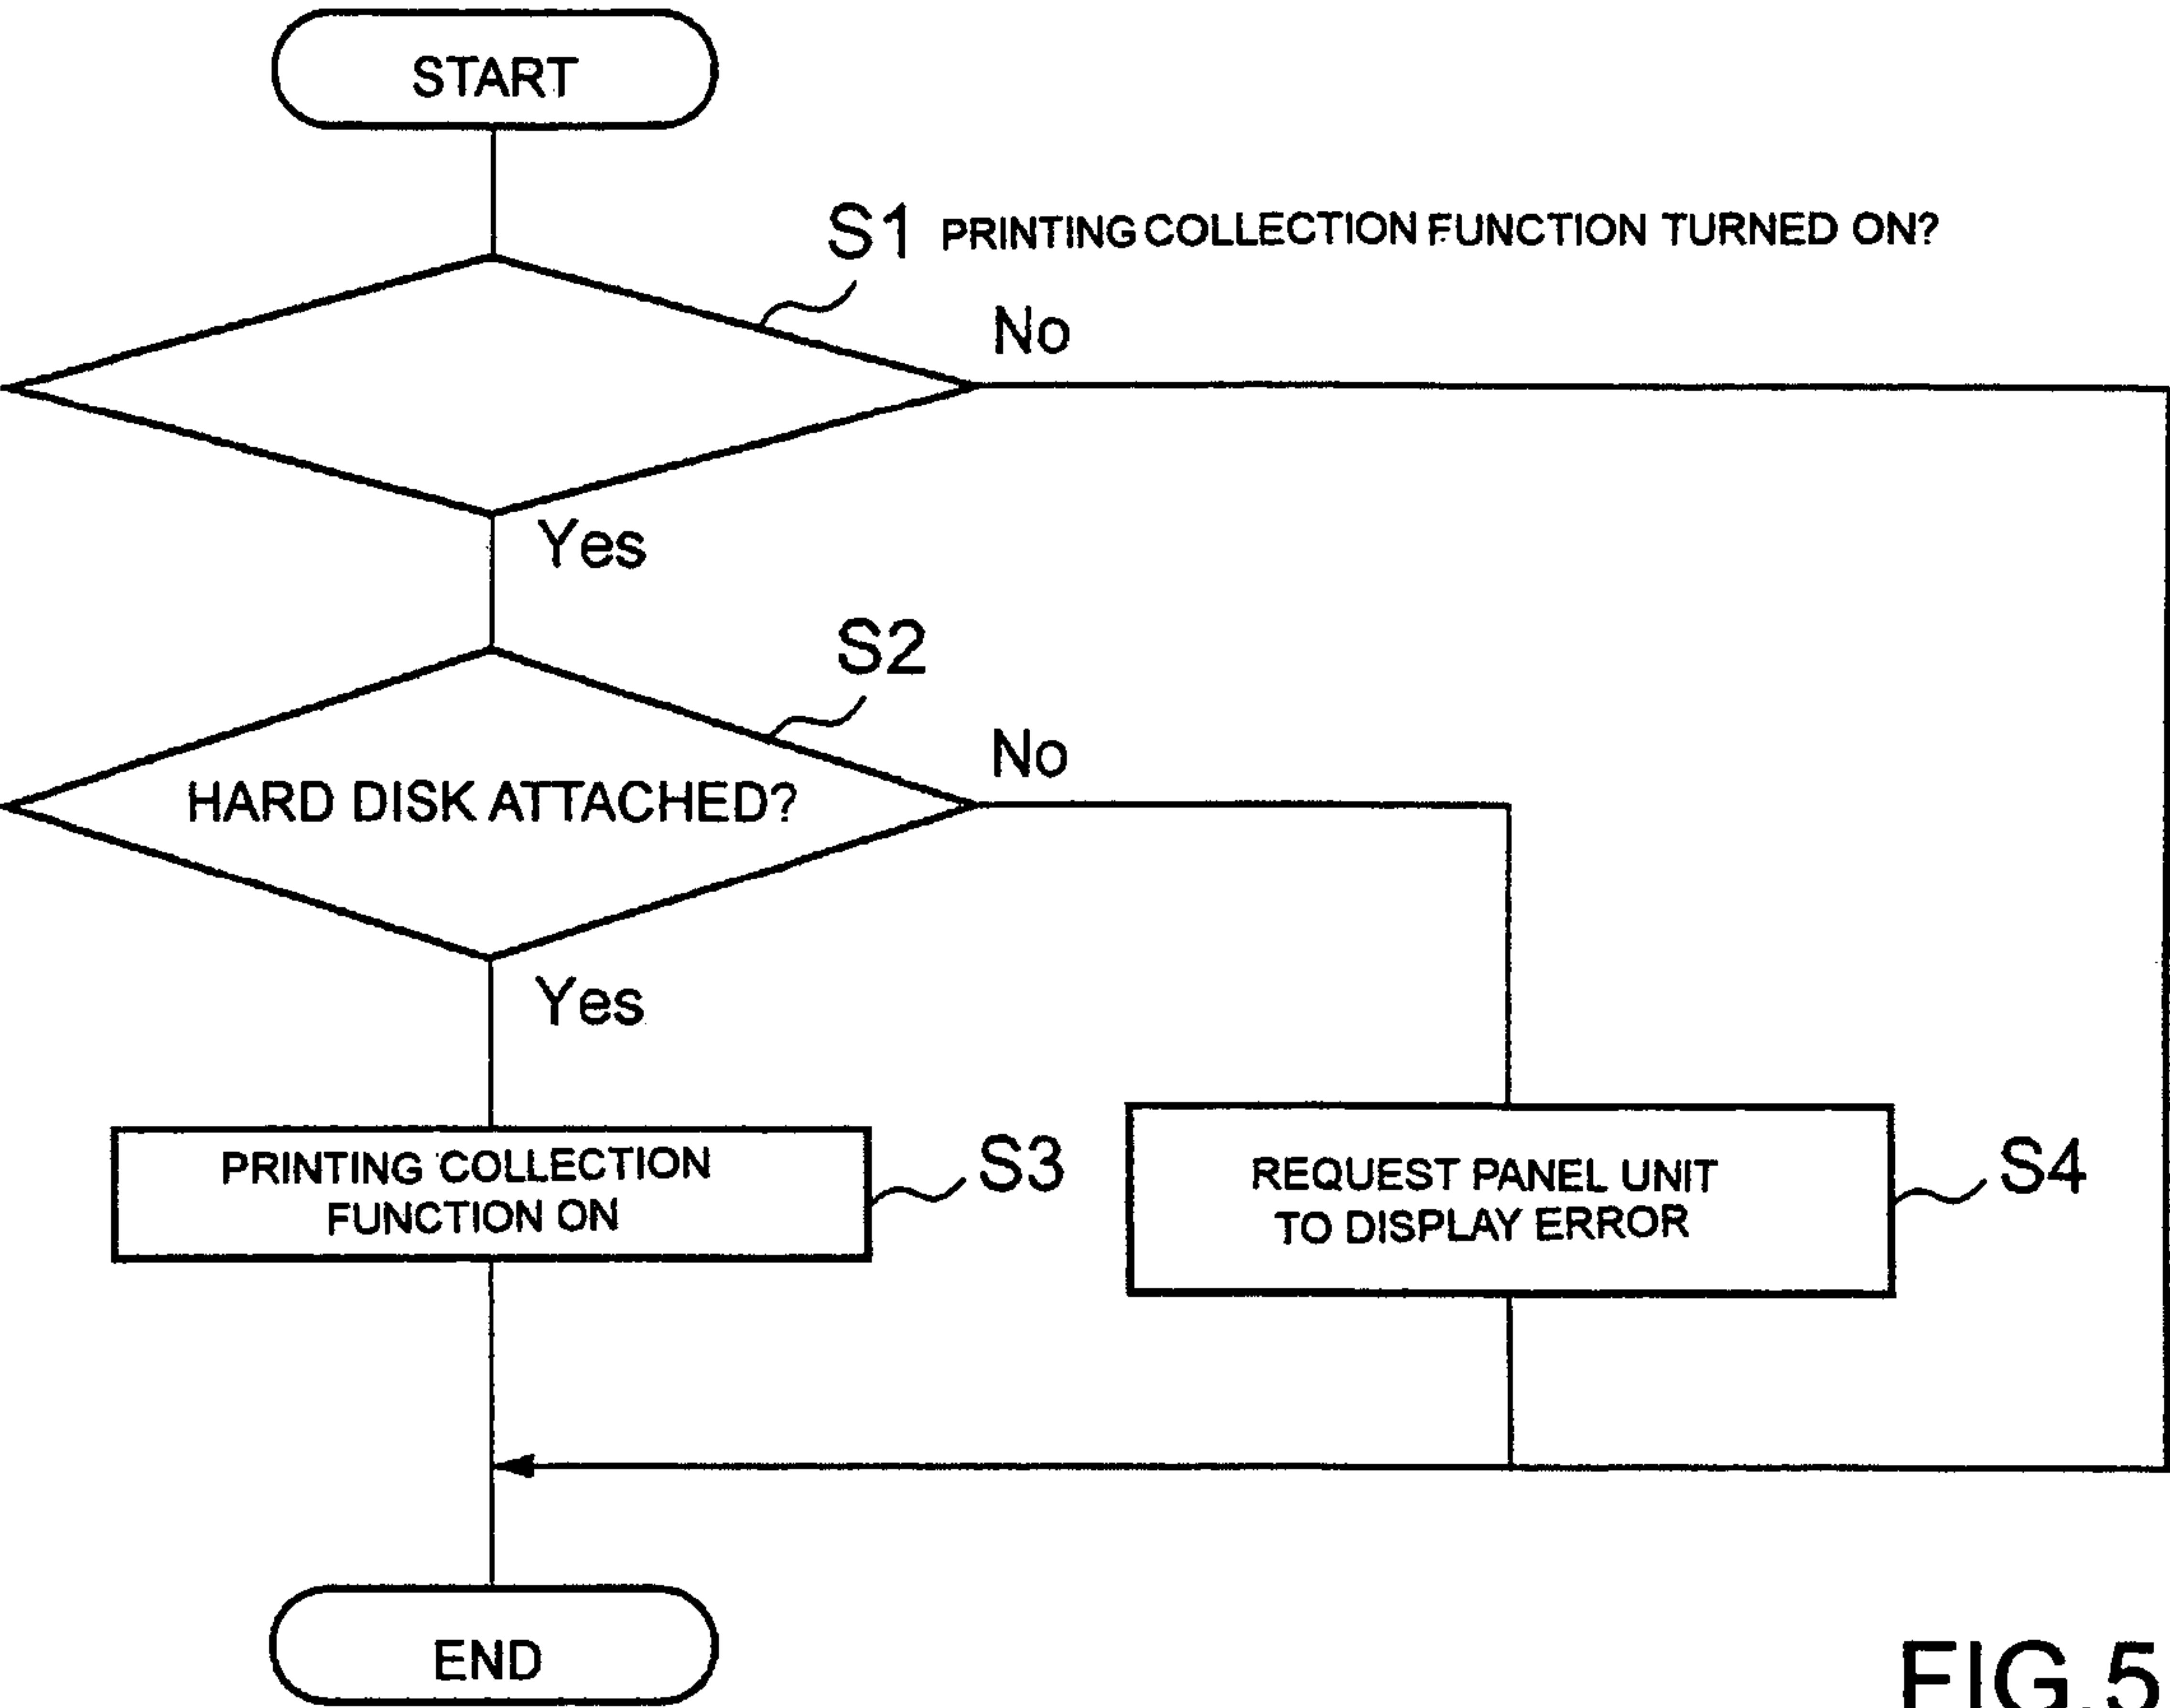 START
S1 PRINTING COLLECTION FUNCTION TURNED ON?
No
Yes
S2
No
HARD DISK ATTACHED?
Yes
PRINTING COLLECTION
FUNCTION ON
S3
REQUEST PANEL UNIT
TO DISPLAY ERROR
S4
END
FIG.5